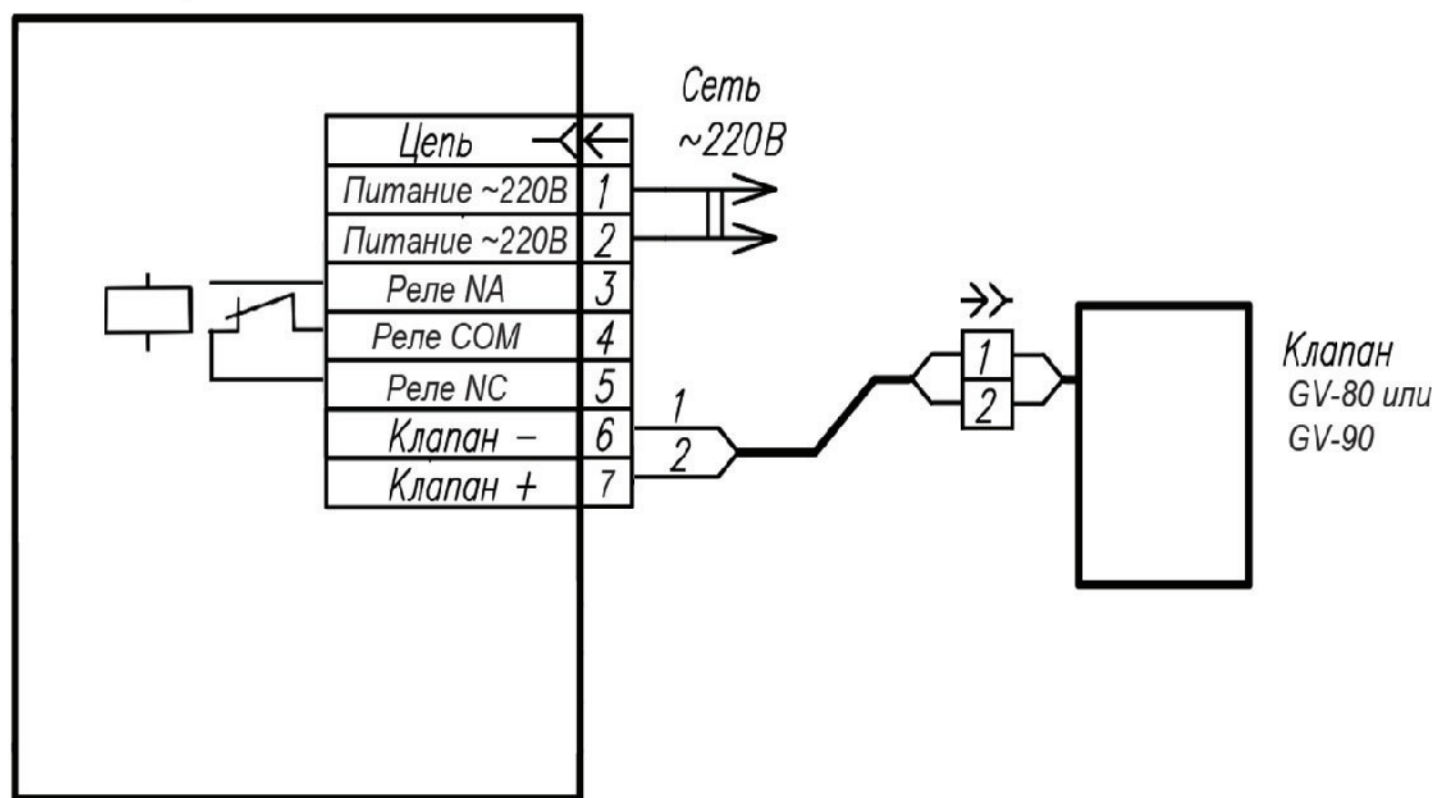 Сеть
~220В
Цепь
Питание ~220В 1
Питание ~220В 2
Реле NA 3
Реле COM 4
Реле NC 5
Клапан – 6
Клапан + 7
1
2
1
2
Клапан
GV-80 или
GV-90